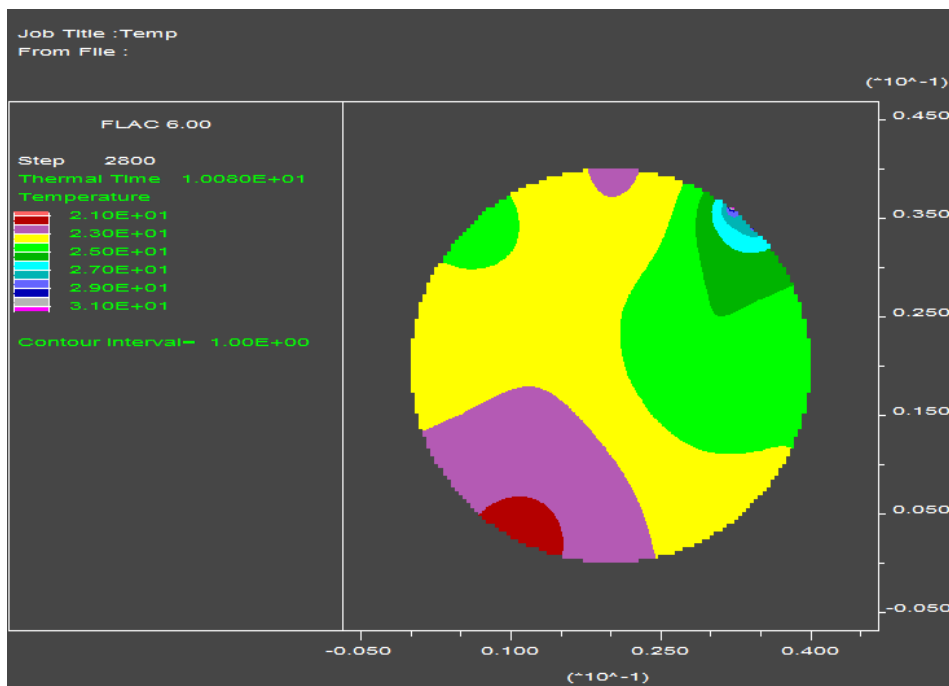 Job Title :Temp
From File :
(*10^-1)
FLAC 6.00
Step 2800
Thermal Time 1.0080E+01
Temperature
2.10E+01
2.30E+01
2.50E+01
2.70E+01
2.90E+01
3.10E+01
Contour Interval= 1.00E+00
0.450
0.350
0.250
0.150
0.050
-0.050
-0.050 0.100 0.250 0.400
(*10^-1)